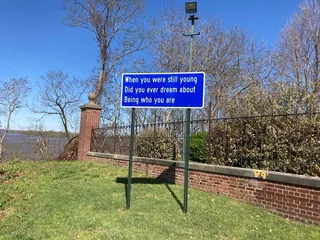 When you were still young
Did you ever dream about
Being who you are